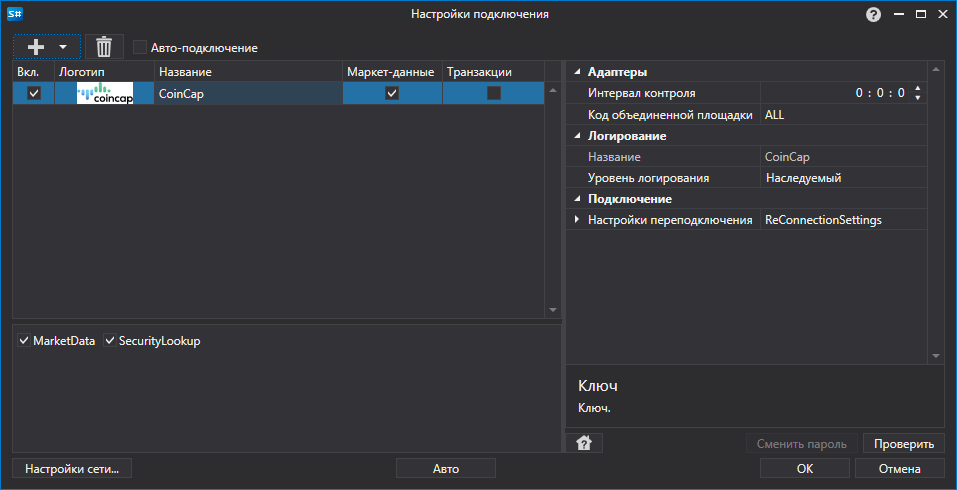 S#
Настройки подключения
?
Авто-подключение
Вкл. Логотип Название Маркет-данные Транзакции
coincap CoinCap
MarketData SecurityLookup
Адаптеры
Интервал контроля 0 : 0 : 0
Код объединенной площадки ALL
Логирование
Название CoinCap
Уровень логирования Наследуемый
Подключение
Настройки переподключения ReConnectionSettings
Ключ
Ключ.
?
Сменить пароль Проверить
Настройки сети... Авто OK Отмена